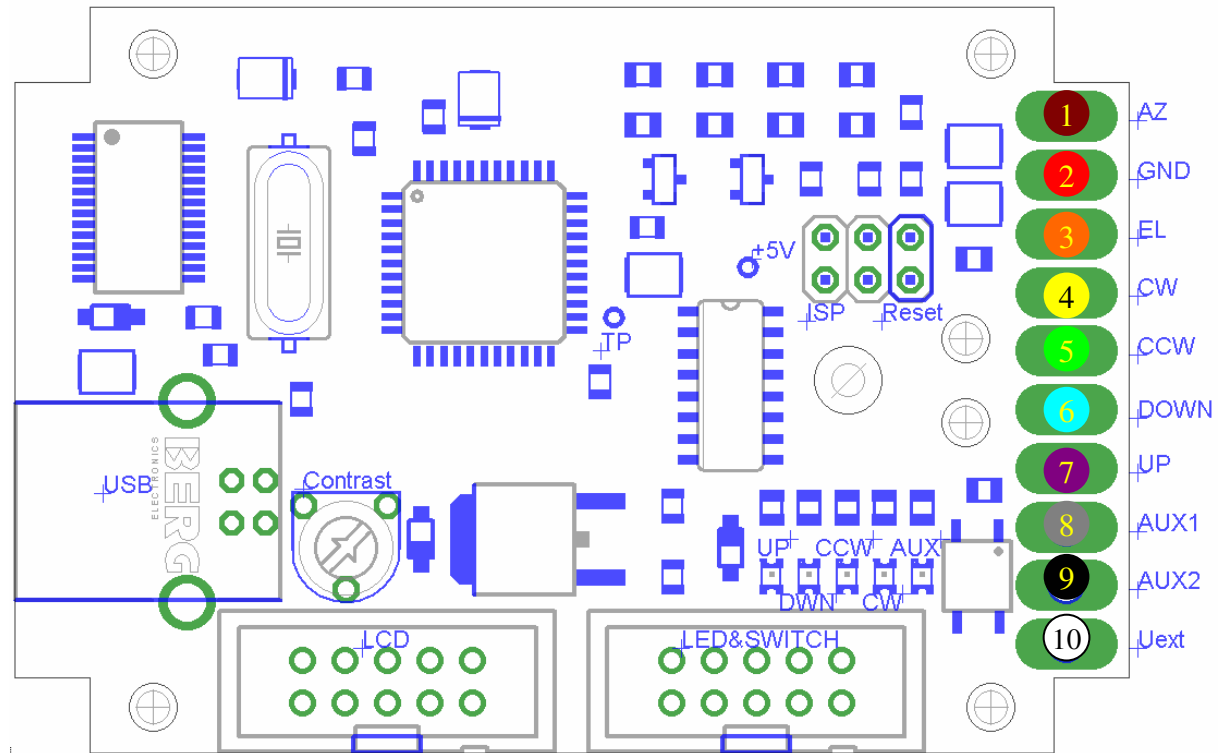 1 AZ
2 GND
3 EL
4 CW
5 CCW
6 DOWN
7 UP
8 AUX1
9 AUX2
10 Uext
+5V
ISP
Reset
TP
USB
BERG
ELECTRONICS
Contrast
UP CCW AUX
DWN CW
LCD
LED&SWITCH